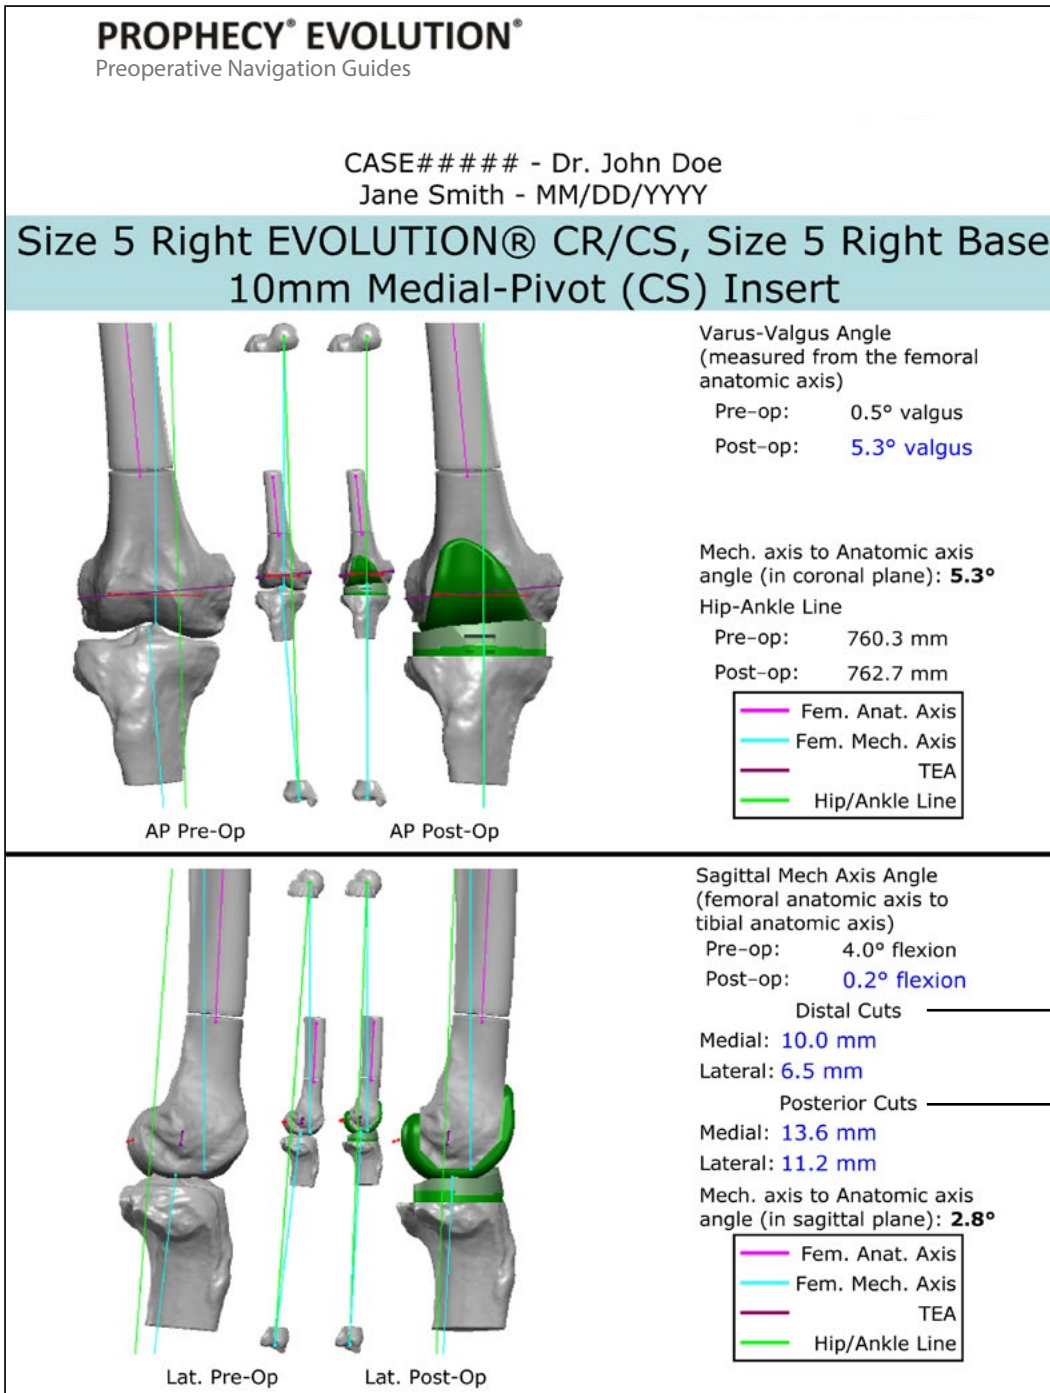 PROPHECY® EVOLUTION®
Preoperative Navigation Guides
CASE##### - Dr. John Doe
Jane Smith - MM/DD/YYYY
Size 5 Right EVOLUTION® CR/CS, Size 5 Right Base
10mm Medial-Pivot (CS) Insert
Varus-Valgus Angle
(measured from the femoral
anatomic axis)
Pre-op: 0.5° valgus
Post-op: 5.3° valgus
Mech. axis to Anatomic axis
angle (in coronal plane): 5.3°
Hip-Ankle Line
Pre-op: 760.3 mm
Post-op: 762.7 mm
Fem. Anat. Axis
Fem. Mech. Axis
TEA
Hip/Ankle Line
AP Pre-Op
AP Post-Op
Sagittal Mech Axis Angle
(femoral anatomic axis to
tibial anatomic axis)
Pre-op: 4.0° flexion
Post-op: 0.2° flexion
Distal Cuts
Medial: 10.0 mm
Lateral: 6.5 mm
Posterior Cuts
Medial: 13.6 mm
Lateral: 11.2 mm
Mech. axis to Anatomic axis
angle (in sagittal plane): 2.8°
Fem. Anat. Axis
Fem. Mech. Axis
TEA
Hip/Ankle Line
Lat. Pre-Op
Lat. Post-Op